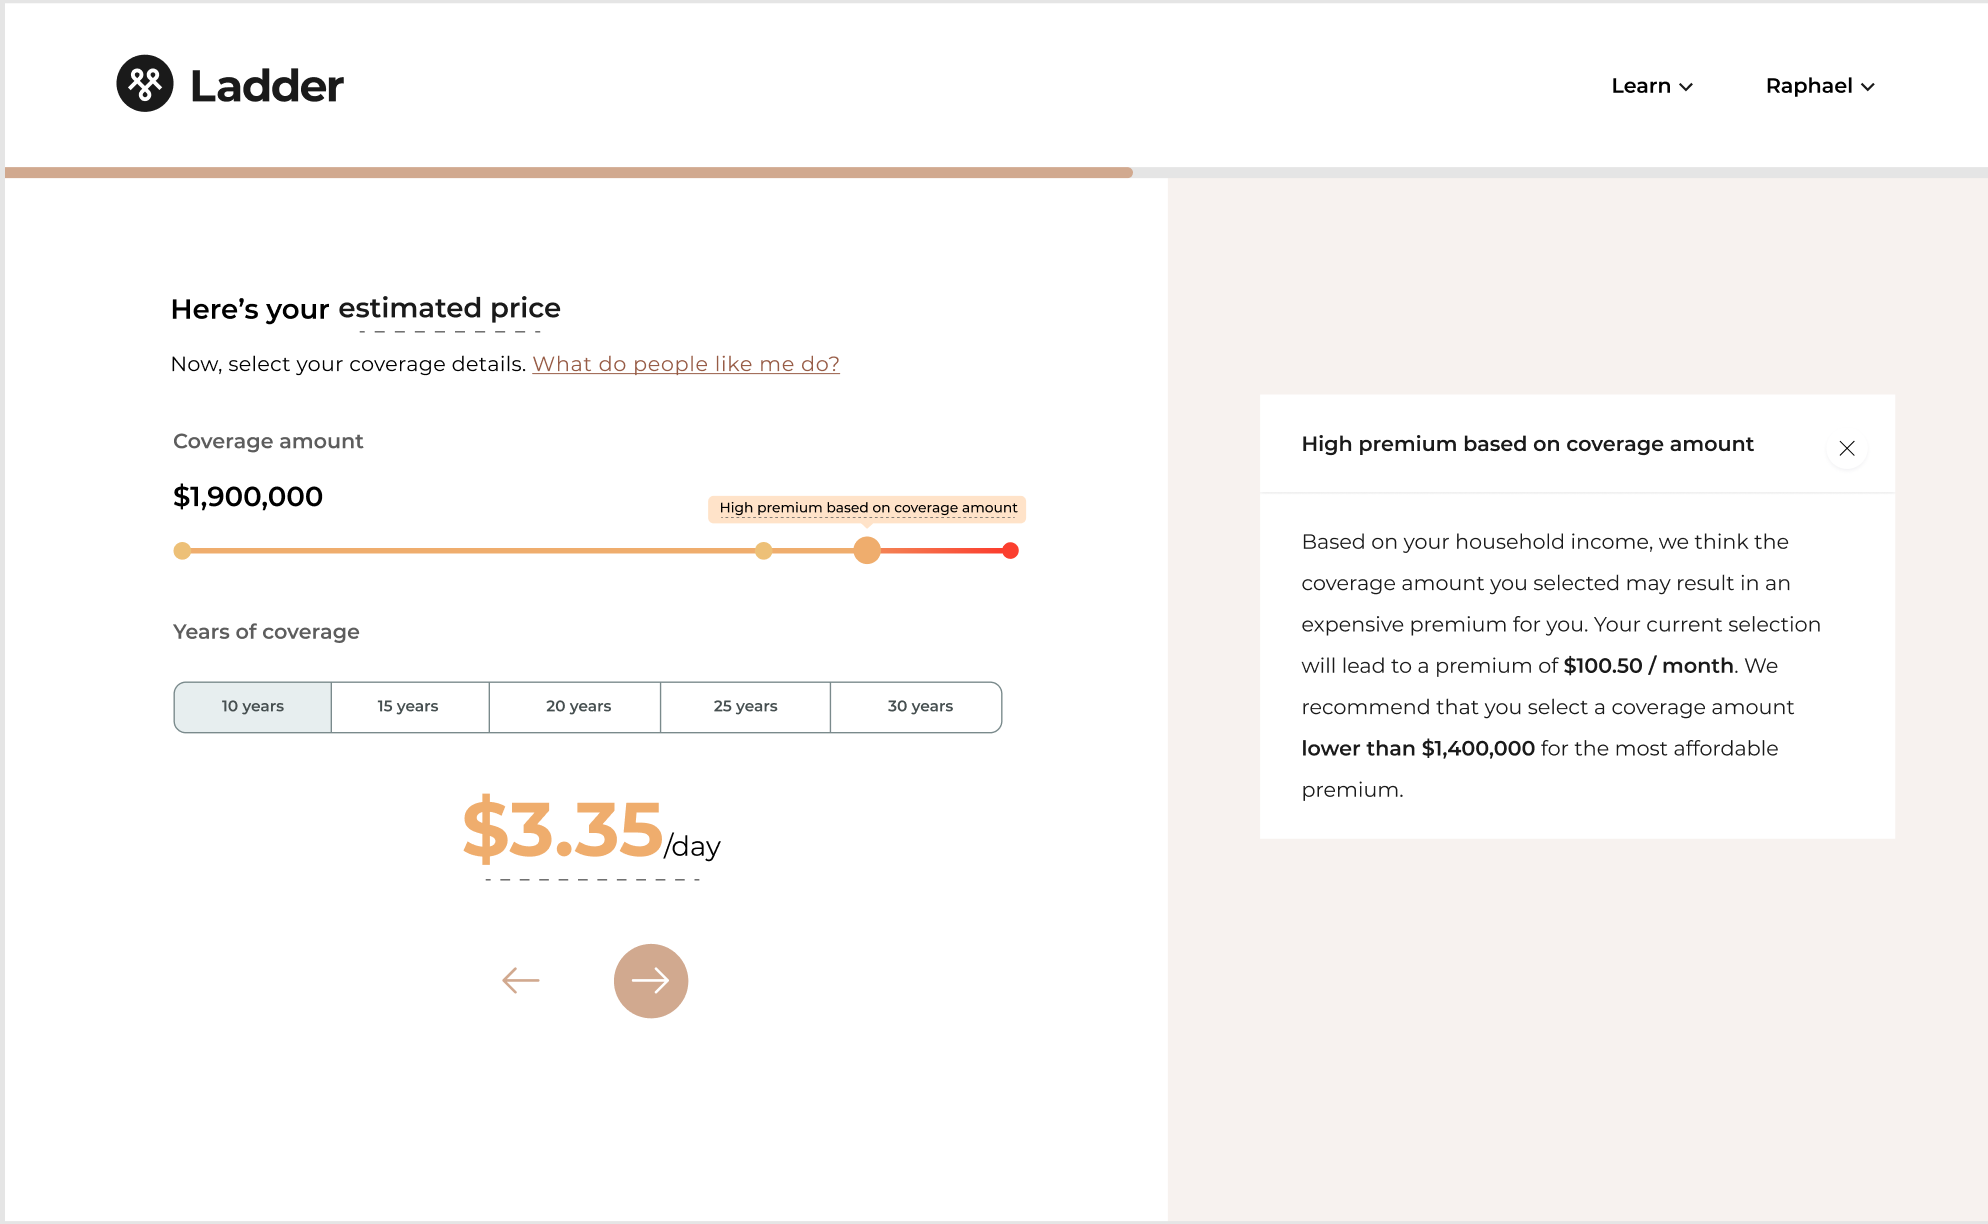 Ladder
Learn
Raphael
Here’s your estimated price
Now, select your coverage details. What do people like me do?
Coverage amount
$1,900,000
High premium based on coverage amount
Years of coverage
10 years
15 years
20 years
25 years
30 years
$3.35/day
High premium based on coverage amount
Based on your household income, we think the
coverage amount you selected may result in an
expensive premium for you. Your current selection
will lead to a premium of $100.50 / month. We
recommend that you select a coverage amount
lower than $1,400,000 for the most affordable
premium.